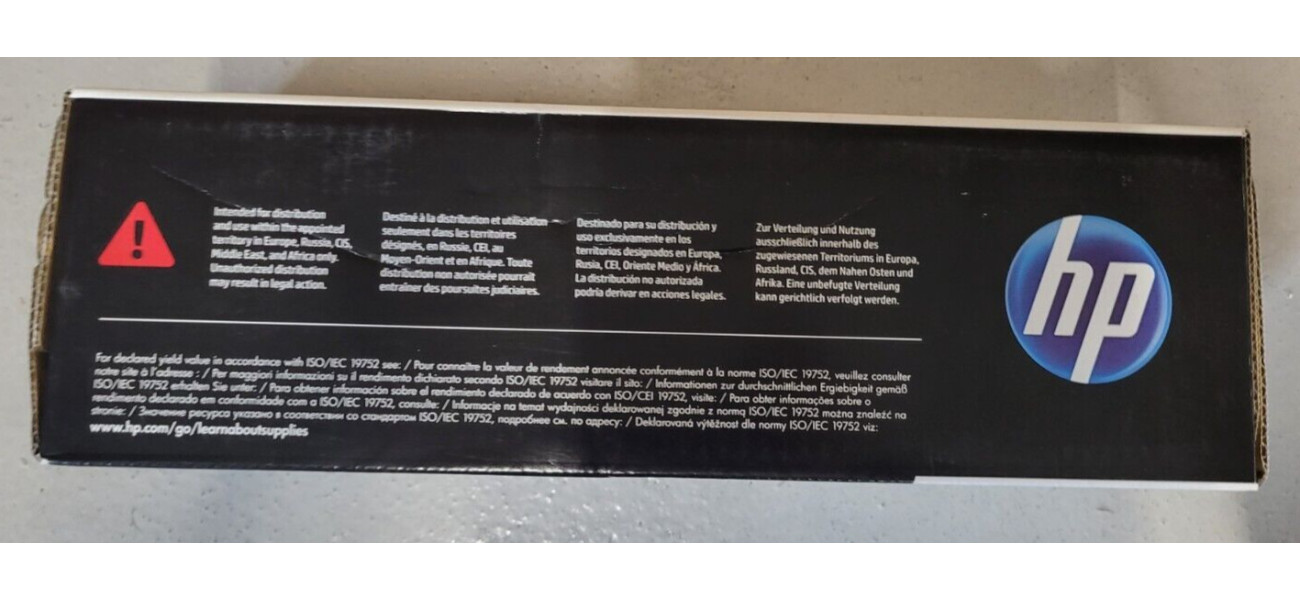 Intended for distribution
and use within the appointed
territory in Europe, Russia, CIS,
Middle East, and Africa only.
Unauthorized distribution
may result in legal action.
Destiné à la distribution et utilisation
seulement dans les territoires
désignés, en Russie, CEI, au
Moyen-Orient et en Afrique. Toute
distribution non autorisée pourrait
entraîner des poursuites judiciaires.
Destinado para su distribución y
uso exclusivamente en los
territorios designados en Europa,
Rusia, CEI, Oriente Medio y África.
La distribución no autorizada
podría derivar en acciones legales.
Zur Verteilung und Nutzung
ausschließlich innerhalb des
zugewiesenen Territoriums in Europa,
Russland, CIS, dem Nahen Osten und
Afrika. Eine unbefugte Verteilung
kann gerichtlich verfolgt werden.
hp
For declared yield value in accordance with ISO/IEC 19752 see: / Pour connaître la valeur de rendement annoncée conformément à la norme ISO/IEC 19752, veuillez consulter
notre site à l'adresse : / Per maggiori informazioni su il rendimento dichiarato secondo ISO/IEC 19752 visitare il sito: / Informationen zur durchschnittlichen Ergiebigkeit gemäß
ISO/IEC 19752 erhalten Sie unter: / Para obtener información sobre el rendimiento declarado de acuerdo con ISO/CEI 19752, visite: / Para obter informações sobre o
rendimento declarado em conformidade com a ISO/IEC 19752, consulte: / Informacje na temat wydajności deklarowanej zgodnie z normą ISO/IEC 19752 można znaleźć na
stronie: / Значение ресурса указано в соответствии со стандартом ISO/IEC 19752, подробнее см. по адресу: / Deklarovaná výtěžnost dle normy ISO/IEC 19752 viz:
www.hp.com/go/learnaboutsupplies